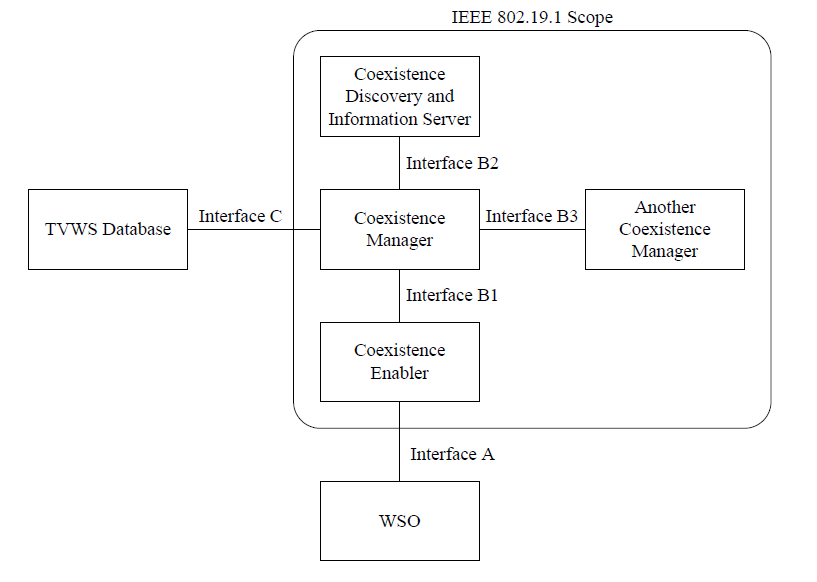 IEEE 802.19.1 Scope
Coexistence
Discovery and
Information Server
Interface B2
TVWS Database
Interface C
Coexistence
Manager
Interface B3
Another
Coexistence
Manager
Interface B1
Coexistence
Enabler
Interface A
WSO